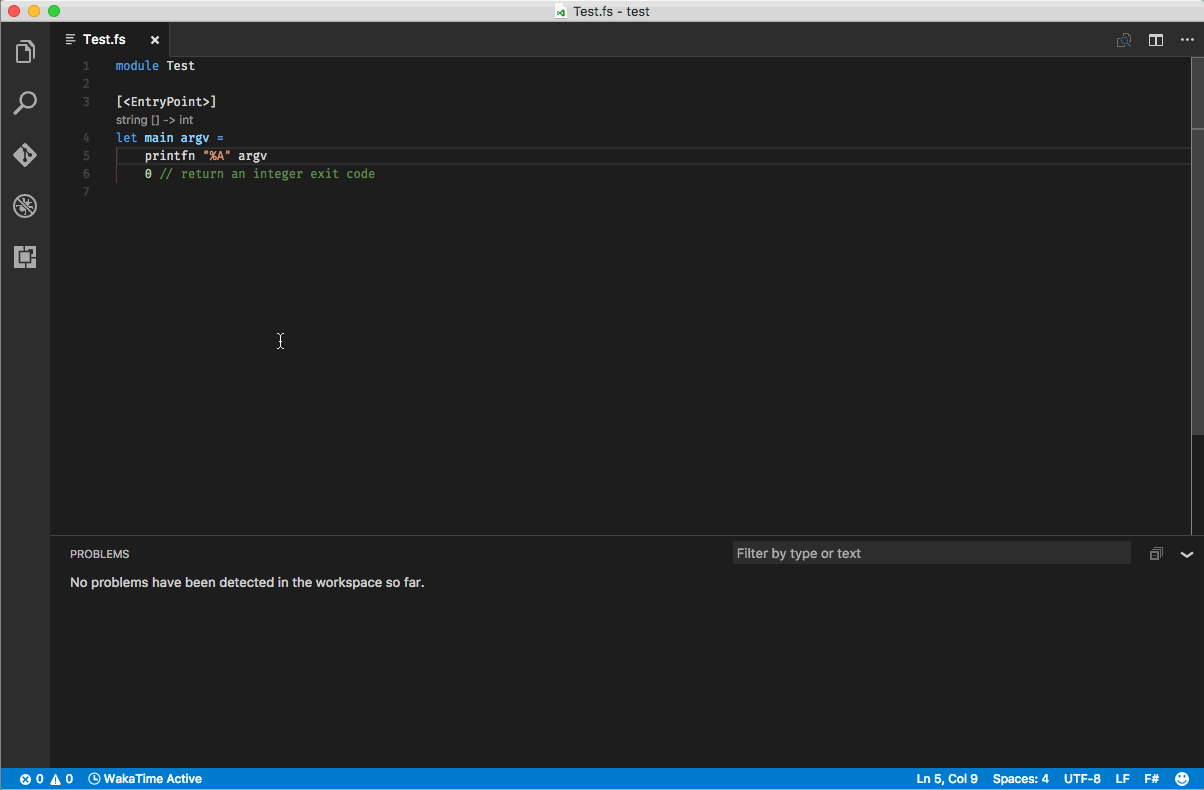 Test.fs - test
Test.fs
1 module Test
2
3 [<EntryPoint>]
string [] -> int
4 let main argv =
5 printfn "%A" argv
6 0 // return an integer exit code
7
PROBLEMS
Filter by type or text
No problems have been detected in the workspace so far.
0 0 WakaTime Active Ln 5, Col 9 Spaces: 4 UTF-8 LF F#